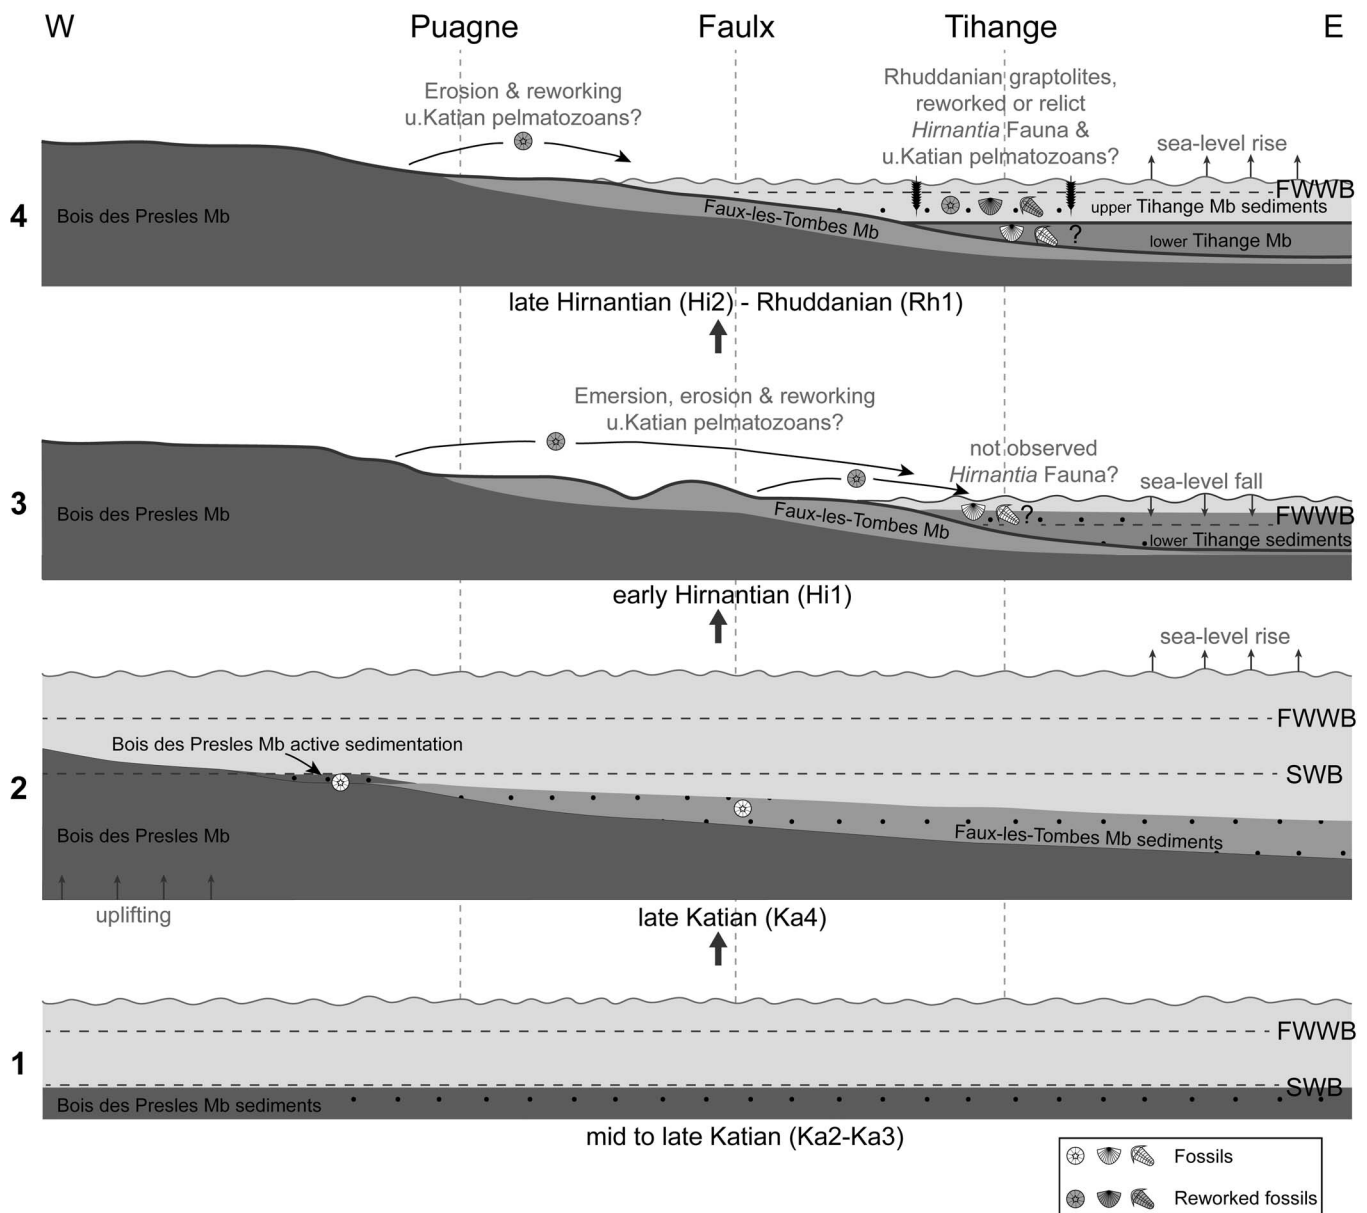 W
Puagne
Faulx
Tihange
E
Erosion & reworking
u.Katian pelmatozoans?
Rhuddanian graptolites,
reworked or relict
Hirnantia Fauna &
u.Katian pelmatozoans?
sea-level rise
FWWB
4
Bois des Presles Mb
Faux-les-Tombes Mb
upper Tihange Mb sediments
?
lower Tihange Mb
late Hirnantian (Hi2) - Rhuddanian (Rh1)
Emersion, erosion & reworking
u.Katian pelmatozoans?
not observed
Hirnantia Fauna?
sea-level fall
3
Bois des Presles Mb
Faux-les-Tombes Mb
?
FWWB
lower Tihange sediments
early Hirnantian (Hi1)
sea-level rise
FWWB
Bois des Presles Mb active sedimentation
SWB
2
Bois des Presles Mb
Faux-les-Tombes Mb sediments
uplifting
late Katian (Ka4)
FWWB
1
SWB
Bois des Presles Mb sediments
mid to late Katian (Ka2-Ka3)
Fossils
Reworked fossils